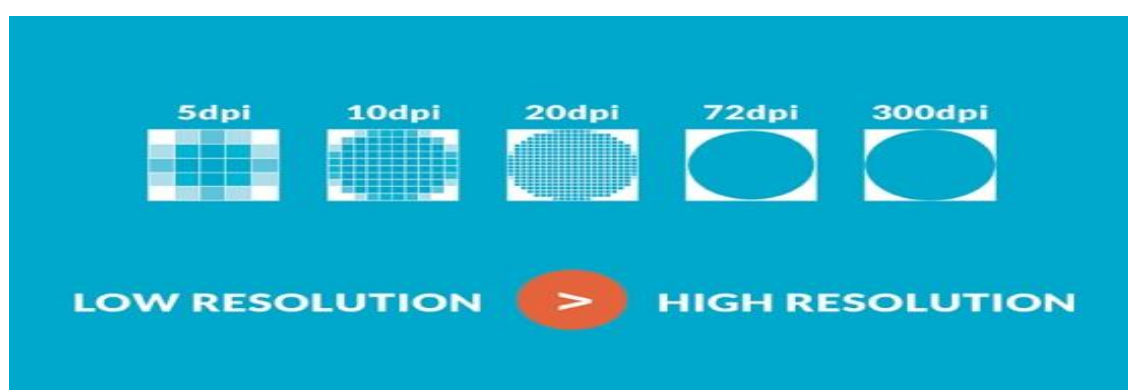 5dpi 10dpi 20dpi 72dpi 300dpi
LOW RESOLUTION > HIGH RESOLUTION